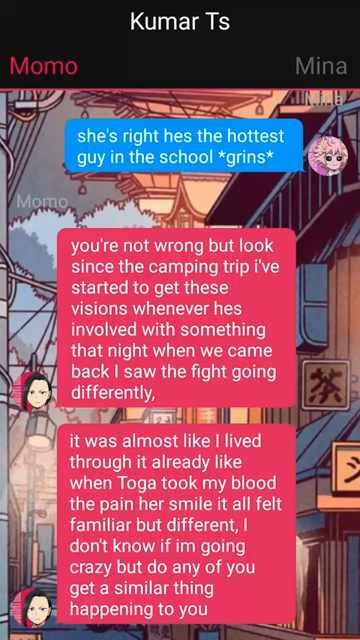 Kumar Ts
Momo
Mina
Mina
she's right hes the hottest
guy in the school *grins*
Momo
you're not wrong but look
since the camping trip i've
started to get these
visions whenever hes
involved with something
that night when we came
back I saw the fight going
differently,
it was almost like I lived
through it already like
when Toga took my blood
the pain her smile it all felt
familiar but different, I
don't know if im going
crazy but do any of you
get a similar thing
happening to you